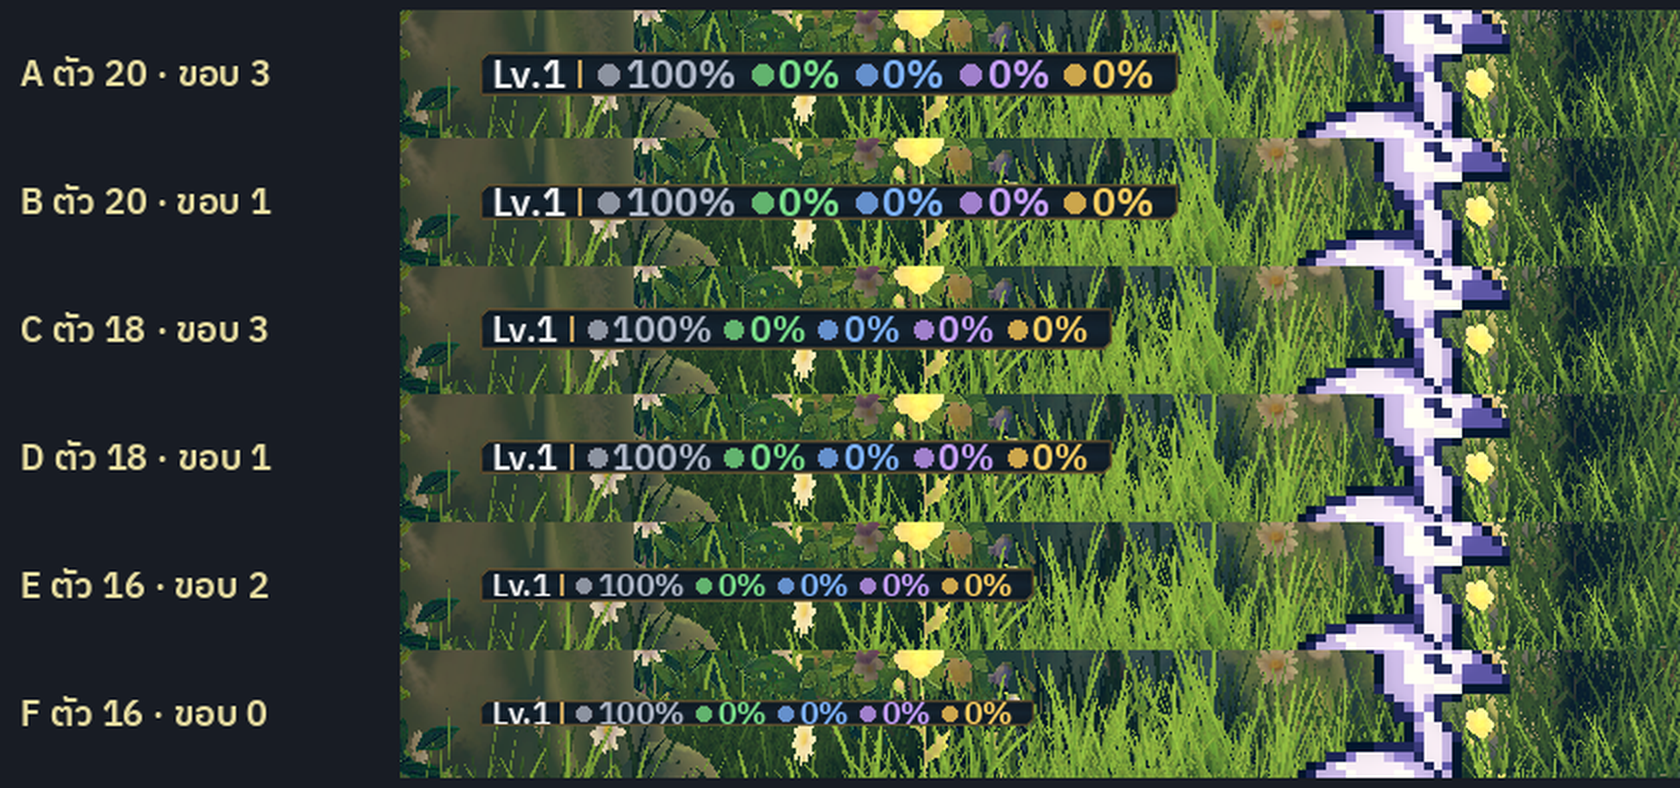 A ตัว 20 · ขอบ 3 Lv.1 | 100% 0% 0% 0% 0%
B ตัว 20 · ขอบ 1 Lv.1 | 100% 0% 0% 0% 0%
C ตัว 18 · ขอบ 3 Lv.1 | 100% 0% 0% 0% 0%
D ตัว 18 · ขอบ 1 Lv.1 | 100% 0% 0% 0% 0%
E ตัว 16 · ขอบ 2 Lv.1 | 100% 0% 0% 0% 0%
F ตัว 16 · ขอบ 0 Lv.1 | 100% 0% 0% 0% 0%